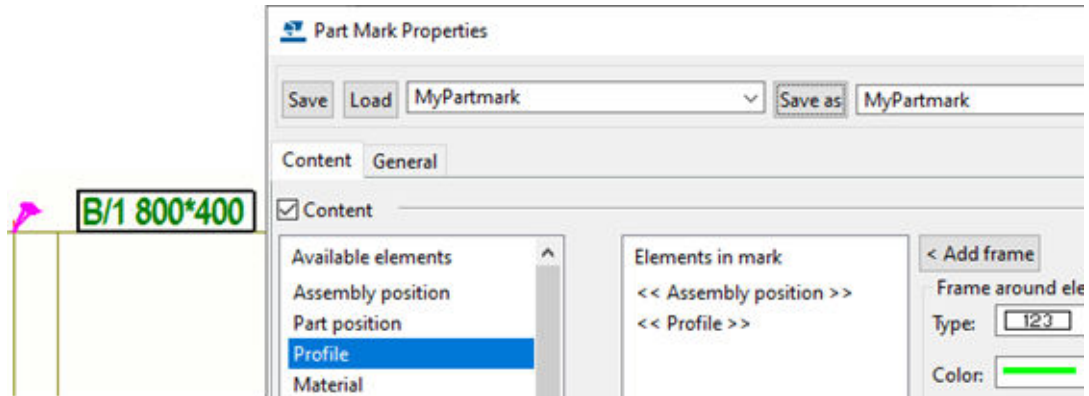 Part Mark Properties
Save Load MyPartmark Save as MyPartmark
Content General
B/1 800*400
Content
Available elements
Assembly position
Part position
Profile
Material
Elements in mark
<< Assembly position >>
<< Profile >>
< Add frame
Frame around ele
Type: 123
Color: